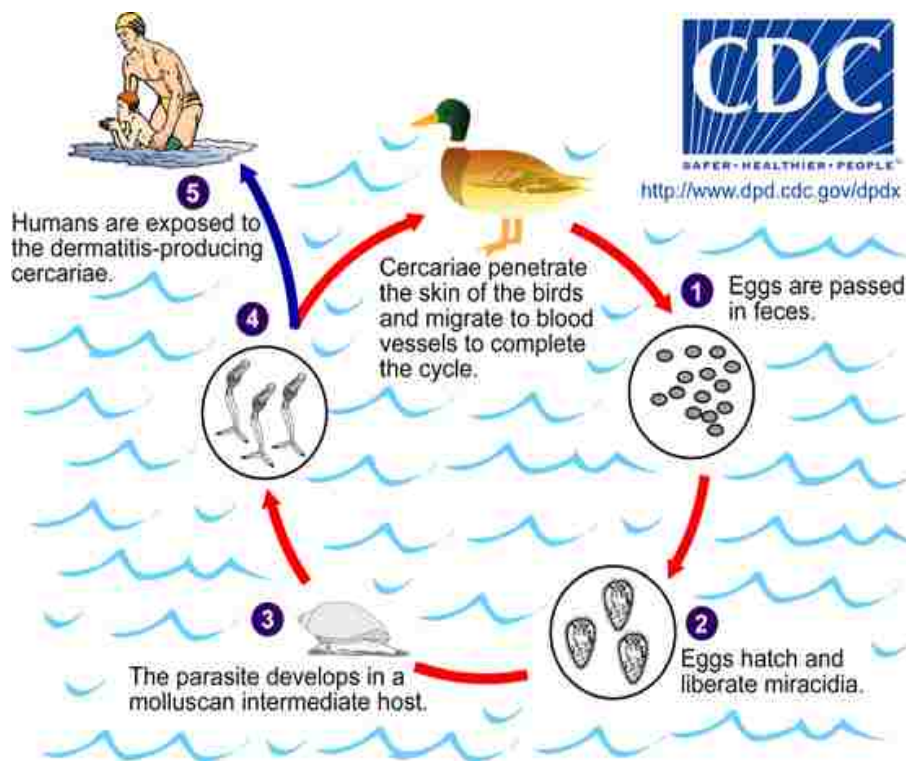 CDC
SAFER • HEALTHIER • PEOPLE™
http://www.dpd.cdc.gov/dpdx
5
Humans are exposed to
the dermatitis-producing
cercariae.
4
Cercariae penetrate
the skin of the birds
and migrate to blood
vessels to complete
the cycle.
1
Eggs are passed
in feces.
2
Eggs hatch and
liberate miracidia.
3
The parasite develops in a
molluscan intermediate host.